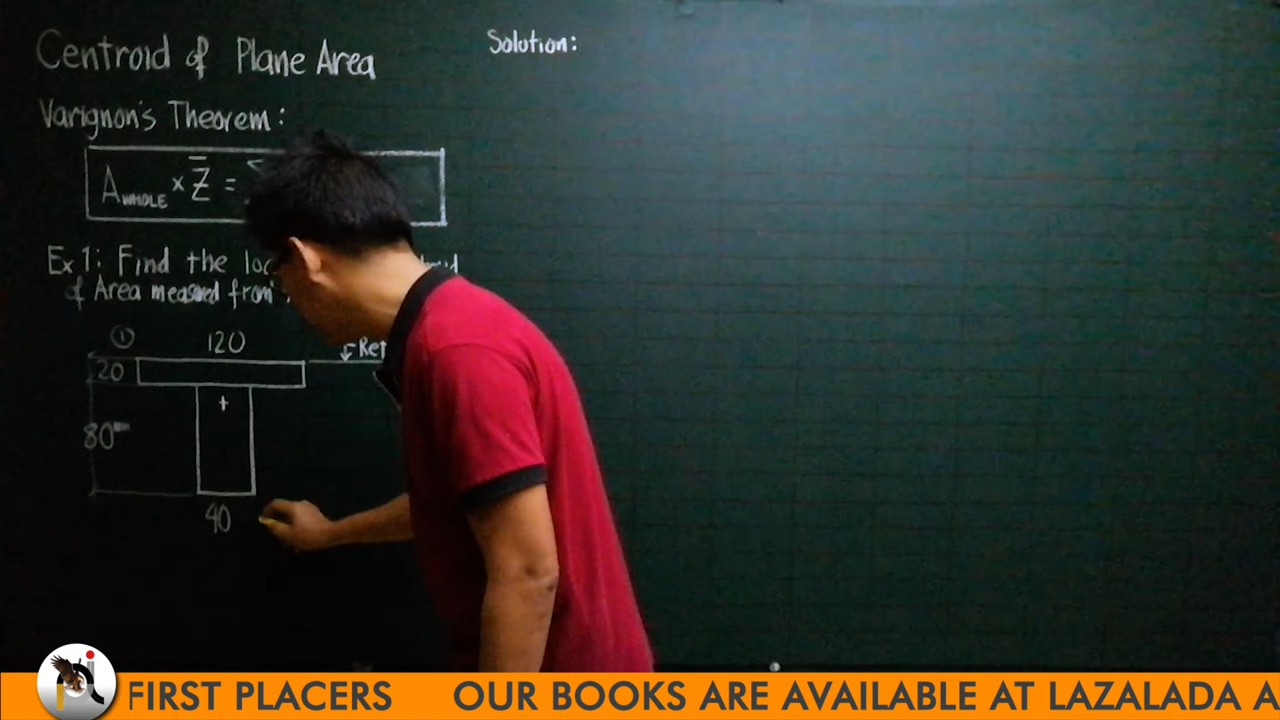 Centroid of Plane Area
Solution:
Varignon's Theorem:
A WHOLE × Z̄ =
Ex 1: Find the
of Area measured from
① 120
20
+
80
40
FIRST PLACERS OUR BOOKS ARE AVAILABLE AT LAZALADA